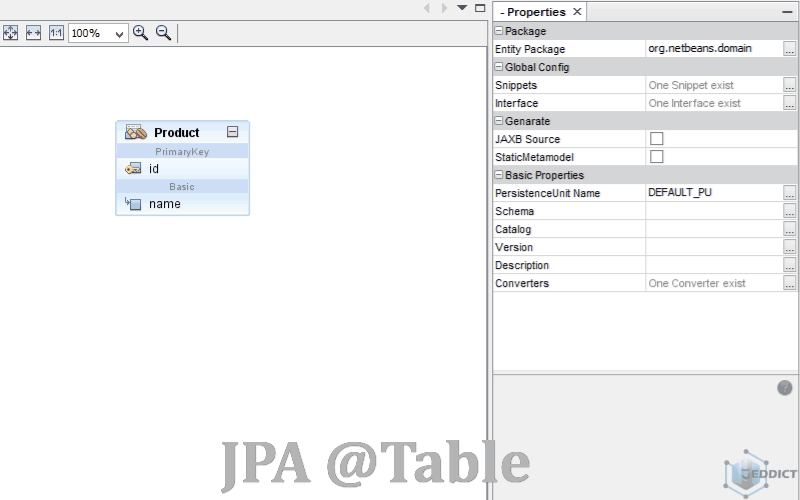 - Properties
100%
Package
Entity Package org.netbeans.domain ...
Global Config
Snippets One Snippet exist ...
Interface One Interface exist ...
Genarate
JAXB Source
StaticMetamodel
Basic Properties
PersistenceUnit Name DEFAULT_PU ...
Schema ...
Catalog ...
Version ...
Description ...
Converters One Converter exist ...
1:1
Product
PrimaryKey
id
Basic
name
?
JPA @Table
JEDDICT